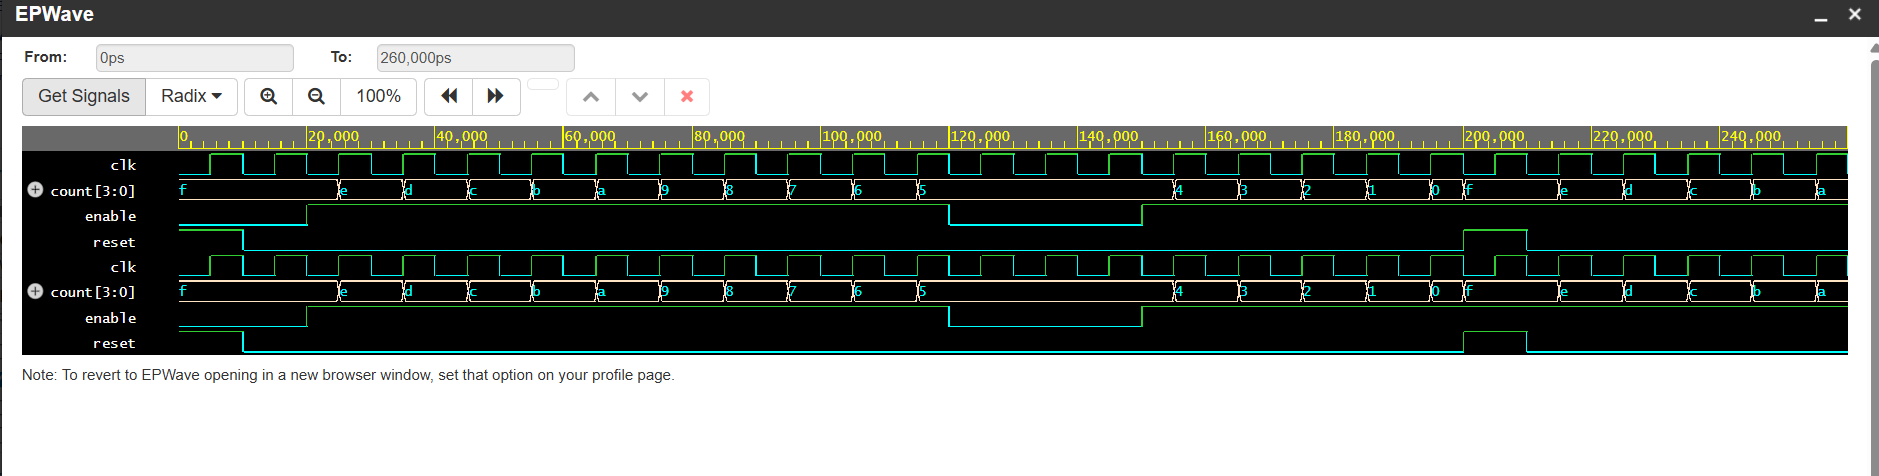 EPWave
From: 0ps To: 260,000ps
Get Signals Radix 100%
0 20,000 40,000 60,000 80,000 100,000 120,000 140,000 160,000 180,000 200,000 220,000 240,000
clk
count[3:0] f e d c b a 9 8 7 6 5 4 3 2 1 0 f e d c b a
enable
reset
clk
count[3:0] f e d c b a 9 8 7 6 5 4 3 2 1 0 f e d c b a
enable
reset
Note: To revert to EPWave opening in a new browser window, set that option on your profile page.